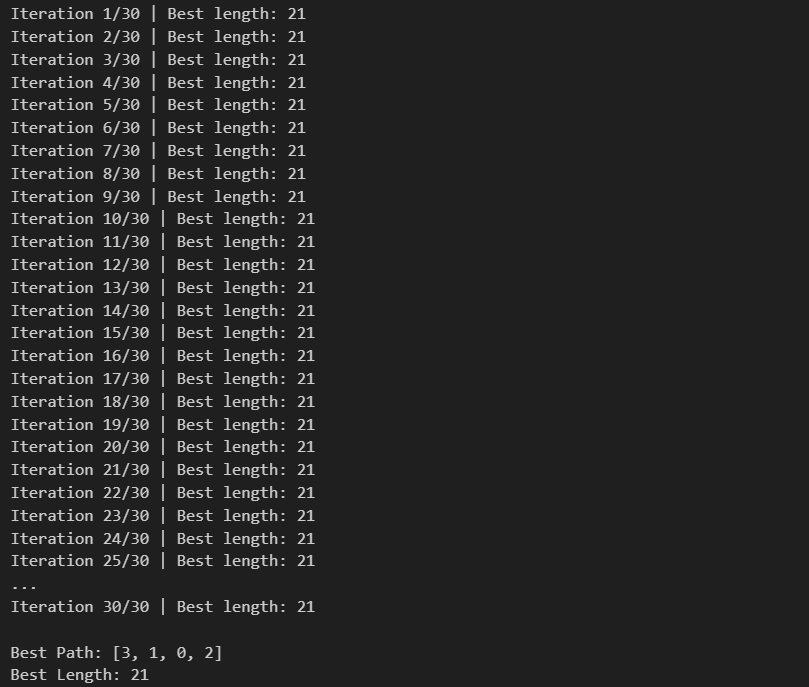 Iteration 1/30 | Best length: 21
Iteration 2/30 | Best length: 21
Iteration 3/30 | Best length: 21
Iteration 4/30 | Best length: 21
Iteration 5/30 | Best length: 21
Iteration 6/30 | Best length: 21
Iteration 7/30 | Best length: 21
Iteration 8/30 | Best length: 21
Iteration 9/30 | Best length: 21
Iteration 10/30 | Best length: 21
Iteration 11/30 | Best length: 21
Iteration 12/30 | Best length: 21
Iteration 13/30 | Best length: 21
Iteration 14/30 | Best length: 21
Iteration 15/30 | Best length: 21
Iteration 16/30 | Best length: 21
Iteration 17/30 | Best length: 21
Iteration 18/30 | Best length: 21
Iteration 19/30 | Best length: 21
Iteration 20/30 | Best length: 21
Iteration 21/30 | Best length: 21
Iteration 22/30 | Best length: 21
Iteration 23/30 | Best length: 21
Iteration 24/30 | Best length: 21
Iteration 25/30 | Best length: 21
...
Iteration 30/30 | Best length: 21

Best Path: [3, 1, 0, 2]
Best Length: 21